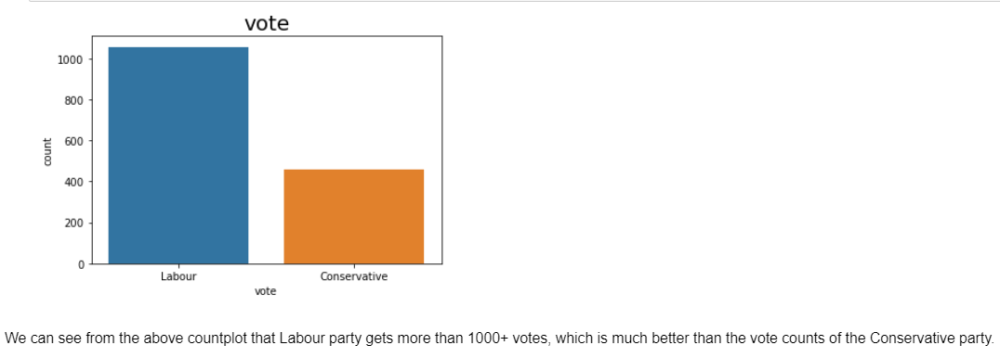 vote
1000
800
600
400
200
0
count
Labour
Conservative
vote
We can see from the above countplot that Labour party gets more than 1000+ votes, which is much better than the vote counts of the Conservative party.